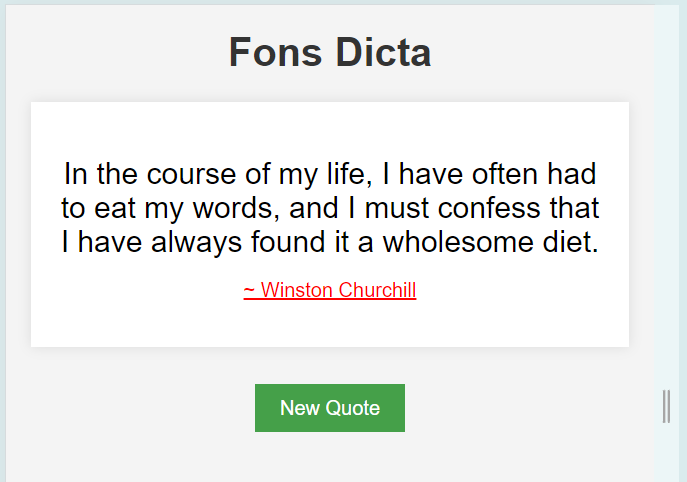 Fons Dicta
In the course of my life, I have often had
to eat my words, and I must confess that
I have always found it a wholesome diet.
~ Winston Churchill
New Quote